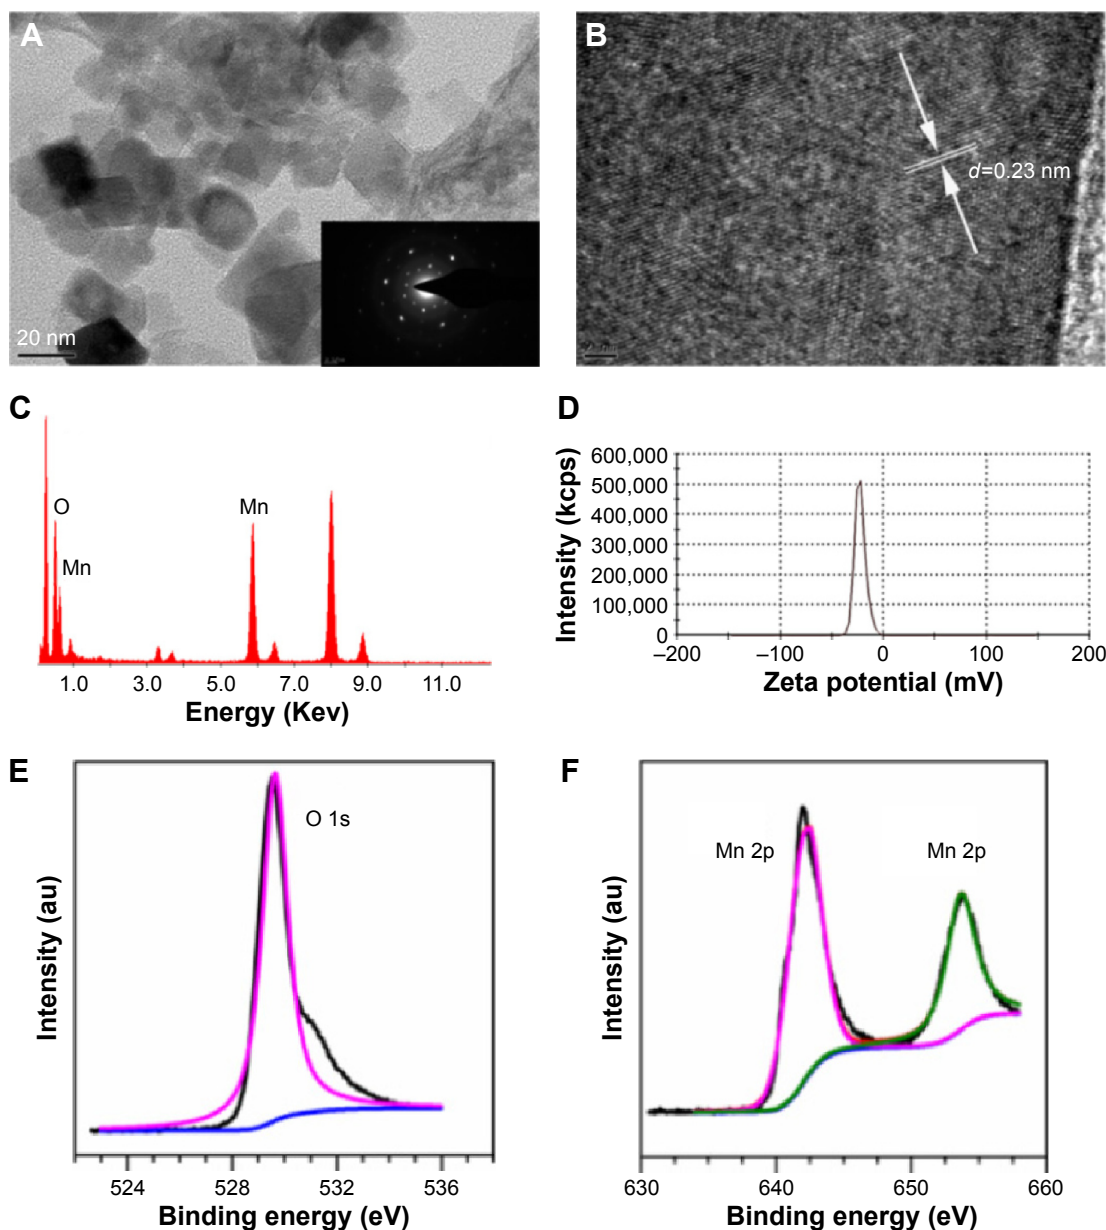 A
20 nm
B
d=0.23 nm
C
O
Mn
Mn
1.0 3.0 5.0 7.0 9.0 11.0
Energy (Kev)
D
Intensity (kcps)
600,000
500,000
400,000
300,000
200,000
100,000
0
–200 –100 0 100 200
Zeta potential (mV)
E
Intensity (au)
O 1s
524 528 532 536
Binding energy (eV)
F
Intensity (au)
Mn 2p Mn 2p
630 640 650 660
Binding energy (eV)